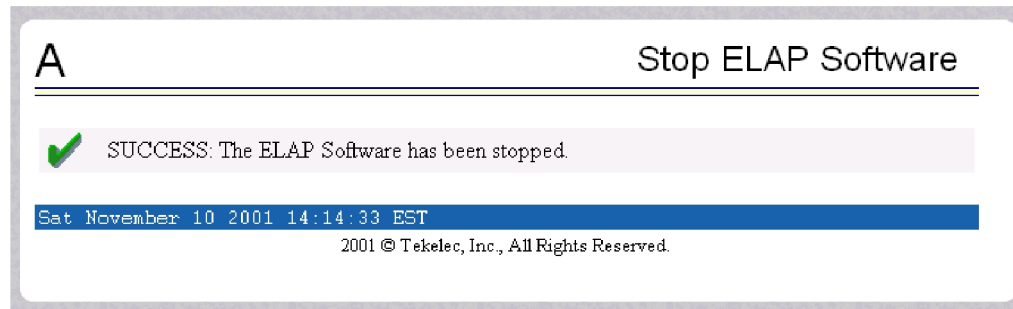 A
Stop ELAP Software
SUCCESS: The ELAP Software has been stopped.
Sat November 10 2001 14:14:33 EST
2001 © Tekelec, Inc., All Rights Reserved.